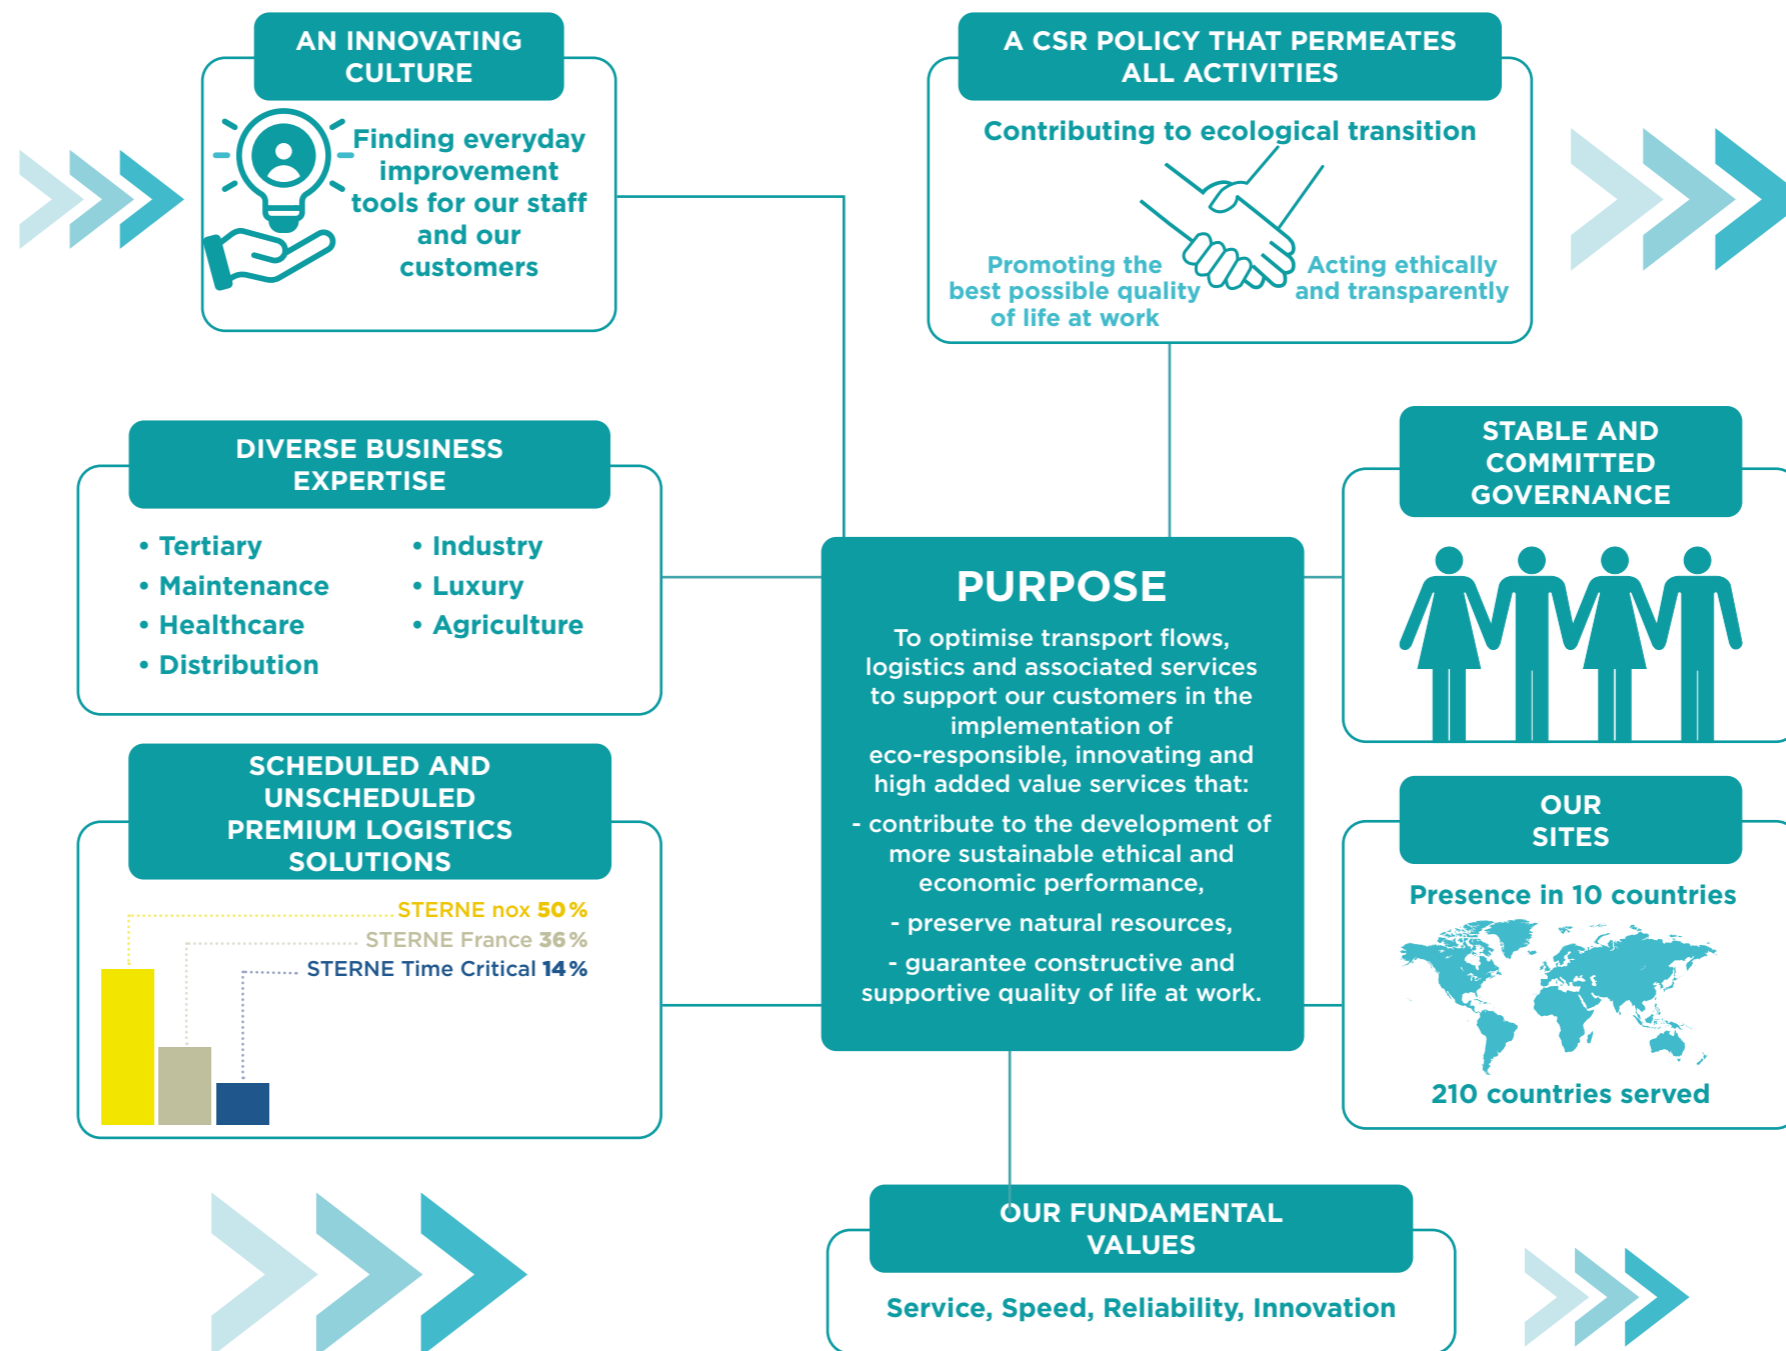 AN INNOVATING
CULTURE
Finding everyday
improvement
tools for our staff
and our
customers
A CSR POLICY THAT PERMEATES
ALL ACTIVITIES
Contributing to ecological transition
Promoting the
best possible quality
of life at work
Acting ethically
and transparently
DIVERSE BUSINESS
EXPERTISE
• Tertiary
• Maintenance
• Healthcare
• Distribution
• Industry
• Luxury
• Agriculture
STABLE AND
COMMITTED
GOVERNANCE
PURPOSE
To optimise transport flows,
logistics and associated services
to support our customers in the
implementation of
eco-responsible, innovating and
high added value services that:
- contribute to the development of
more sustainable ethical and
economic performance,
- preserve natural resources,
- guarantee constructive and
supportive quality of life at work.
SCHEDULED AND
UNSCHEDULED
PREMIUM LOGISTICS
SOLUTIONS
STERNE nox 50%
STERNE France 36%
STERNE Time Critical 14%
OUR
SITES
Presence in 10 countries
210 countries served
OUR FUNDAMENTAL
VALUES
Service, Speed, Reliability, Innovation